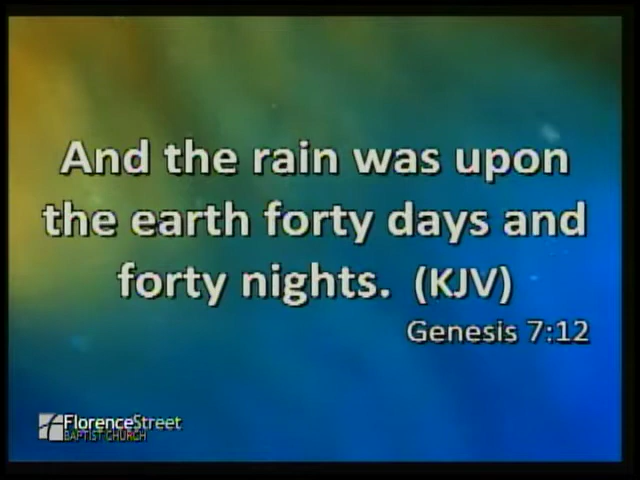 And the rain was upon
the earth forty days and
forty nights. (KJV)
Genesis 7:12
FlorenceStreet
BAPTIST CHURCH